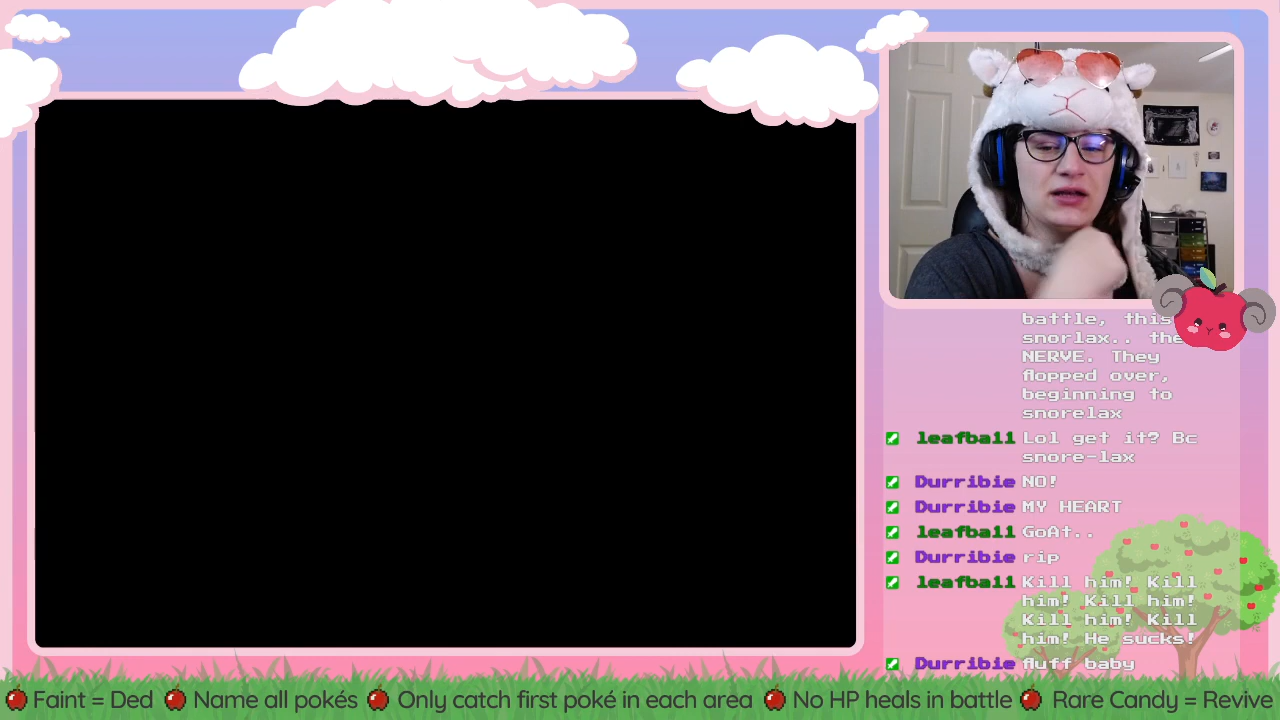 battle, this
snorlax.. the
NERVE. They
flopped over,
beginning to
snorelax
leafbaii Lol get it? Bc
snore-lax
Durribie NO!
Durribie MY HEART
leafbaii GoAt..
Durribie rip
leafbaii Kill him! Kill
him! Kill him!
Kill him! Kill
him! He sucks!
Durribie fluff baby
Faint = Ded Name all pokés Only catch first poké in each area No HP heals in battle Rare Candy = Revive